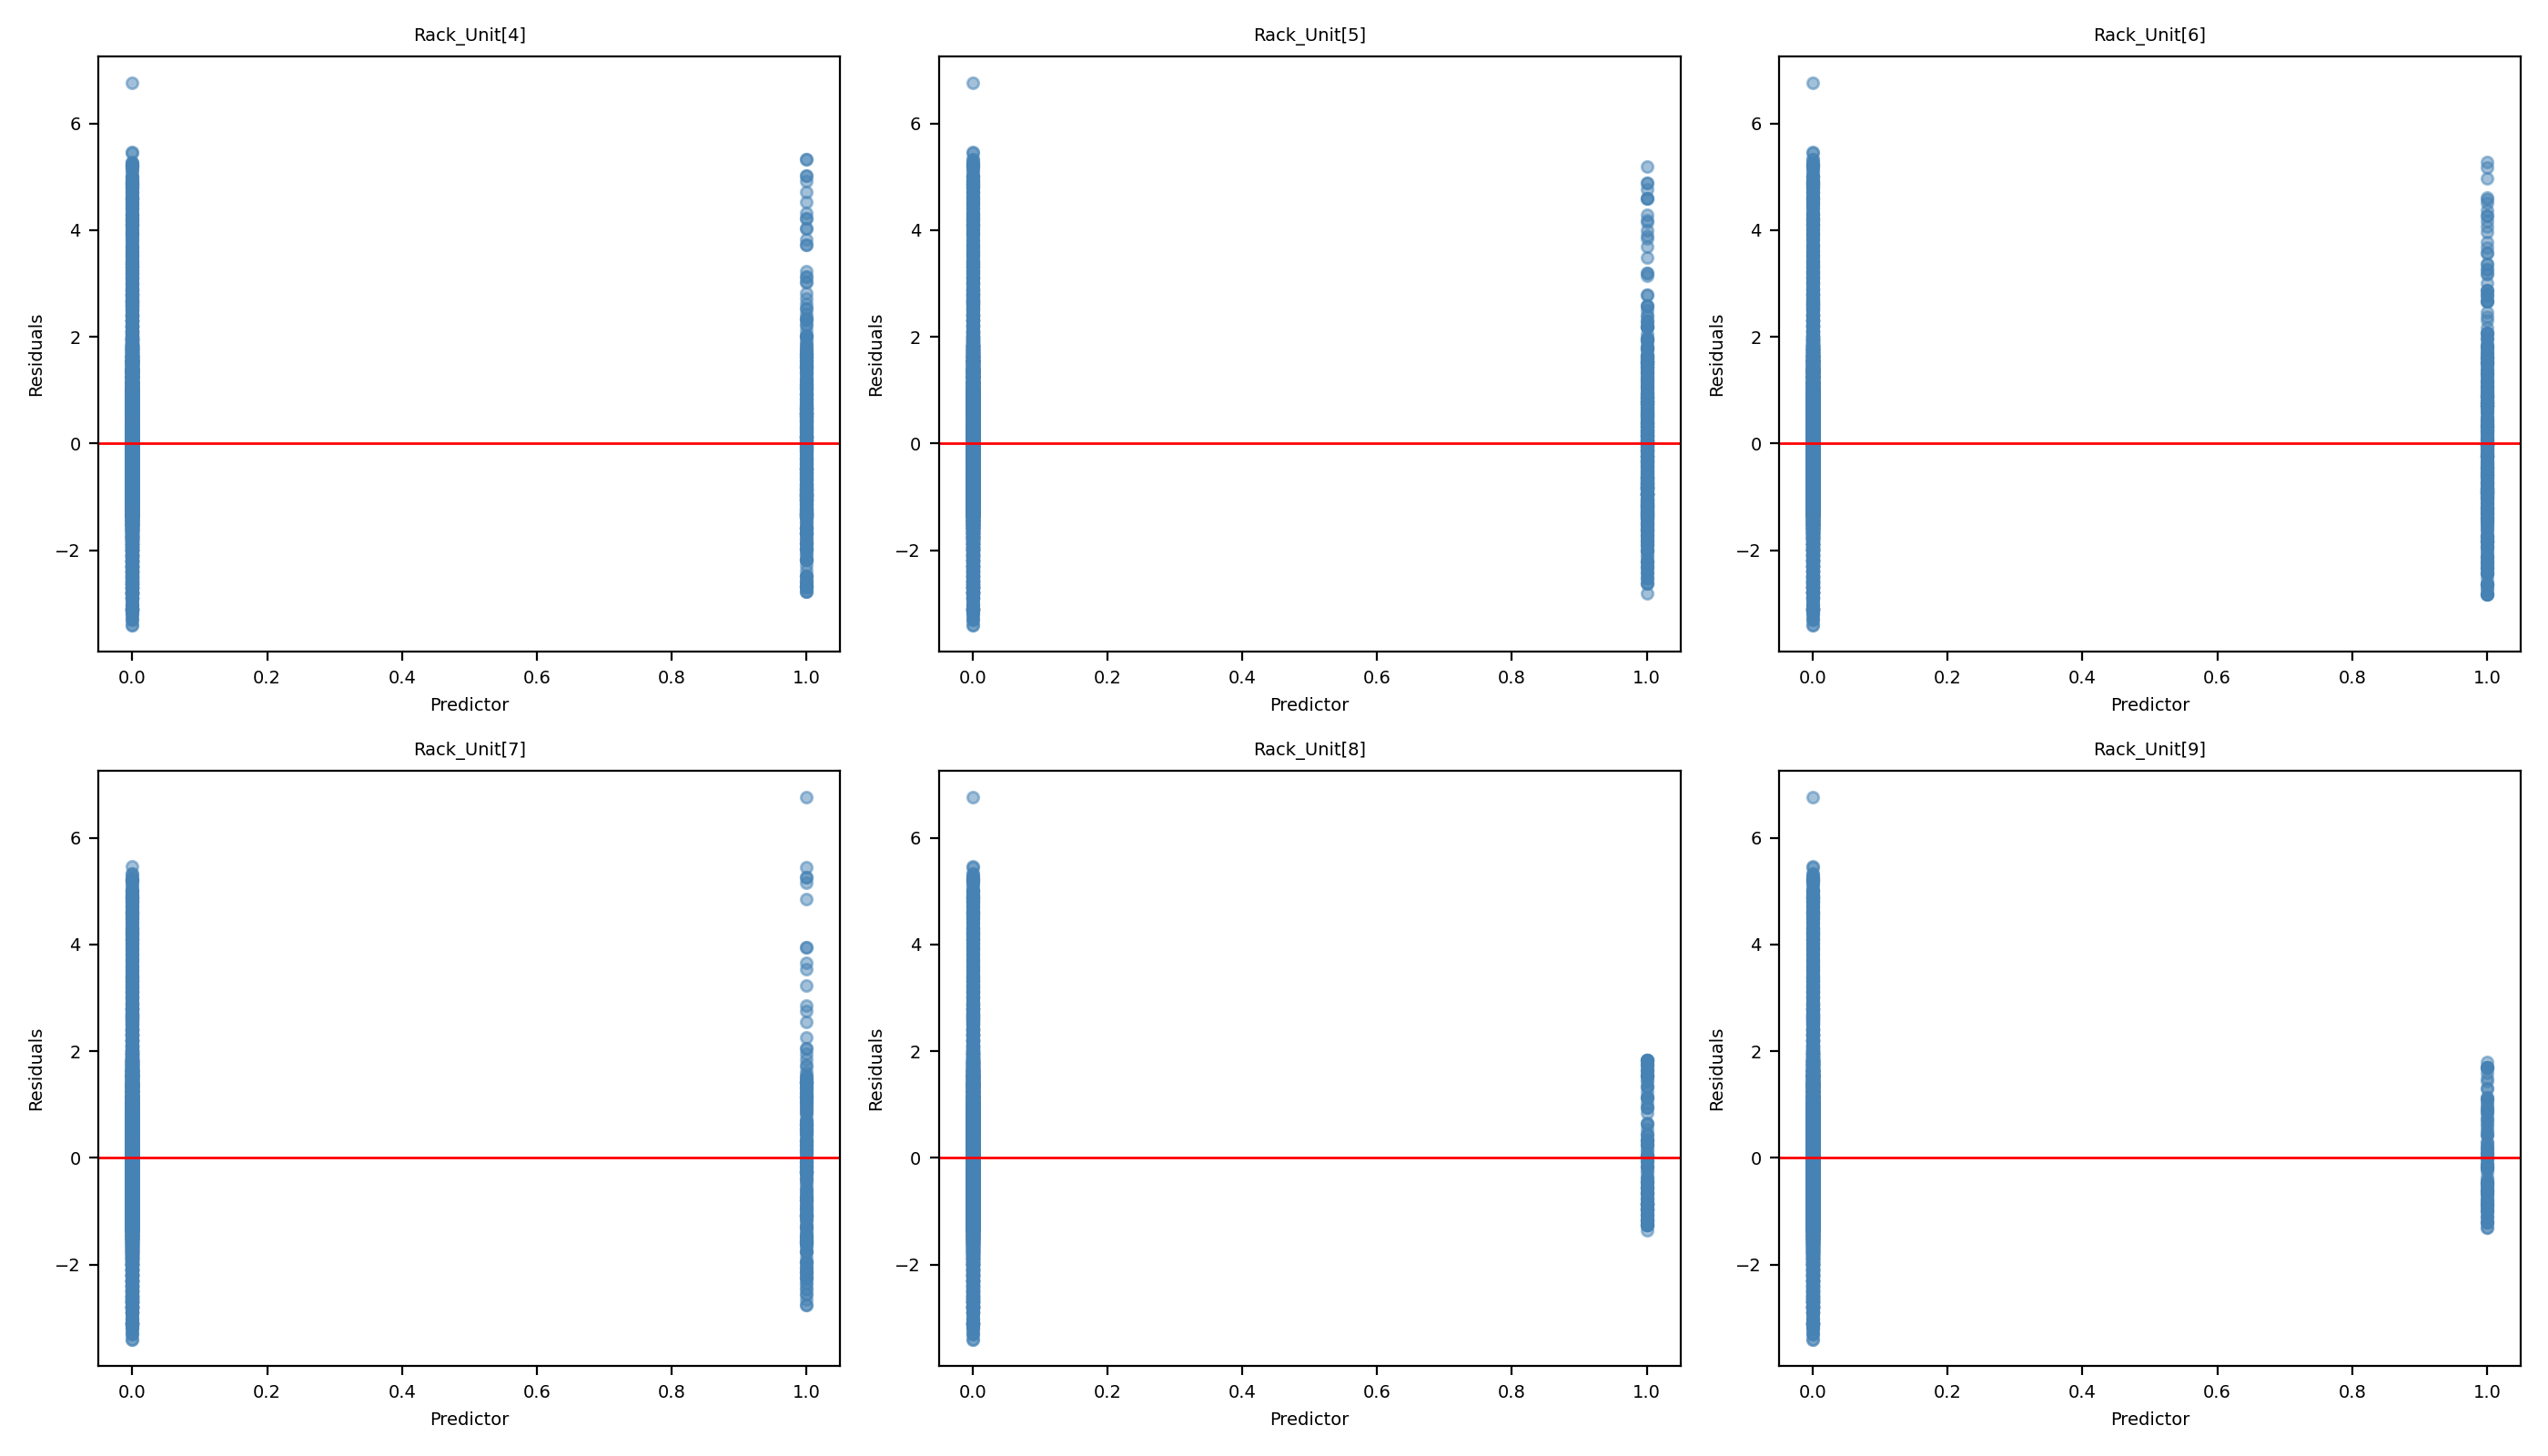 Rack_Unit[4]
Residuals
6
4
2
0
−2
0.0 0.2 0.4 0.6 0.8 1.0
Predictor
Rack_Unit[5]
Residuals
6
4
2
0
−2
0.0 0.2 0.4 0.6 0.8 1.0
Predictor
Rack_Unit[6]
Residuals
6
4
2
0
−2
0.0 0.2 0.4 0.6 0.8 1.0
Predictor
Rack_Unit[7]
Residuals
6
4
2
0
−2
0.0 0.2 0.4 0.6 0.8 1.0
Predictor
Rack_Unit[8]
Residuals
6
4
2
0
−2
0.0 0.2 0.4 0.6 0.8 1.0
Predictor
Rack_Unit[9]
Residuals
6
4
2
0
−2
0.0 0.2 0.4 0.6 0.8 1.0
Predictor